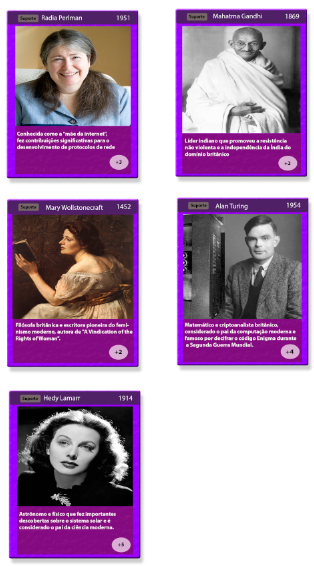 Suporte Radia Perlman 1951
Conhecida como a "mãe da internet",
fez contribuições significativas para o
desenvolvimento de protocolos de rede
+2
Suporte Mahatma Gandhi 1869
Líder indiano que promoveu a resistência
não violenta e a independência da Índia do
domínio britânico
+3
Suporte Mary Wollstonecraft 1452
Filósofa britânica e escritora pioneira do femi-
nismo moderno, autora de "A Vindication of the
Rights of Woman".
+2
Suporte Alan Turing 1954
Matemático e criptoanalista britânico,
considerado o pai da computação moderna e
famoso por decifrar o código Enigma durante
a Segunda Guerra Mundial.
+4
Suporte Hedy Lamarr 1914
Astrônomo e físico que fez importantes
descobertas sobre o sistema solar e é
considerado o pai da ciência moderna.